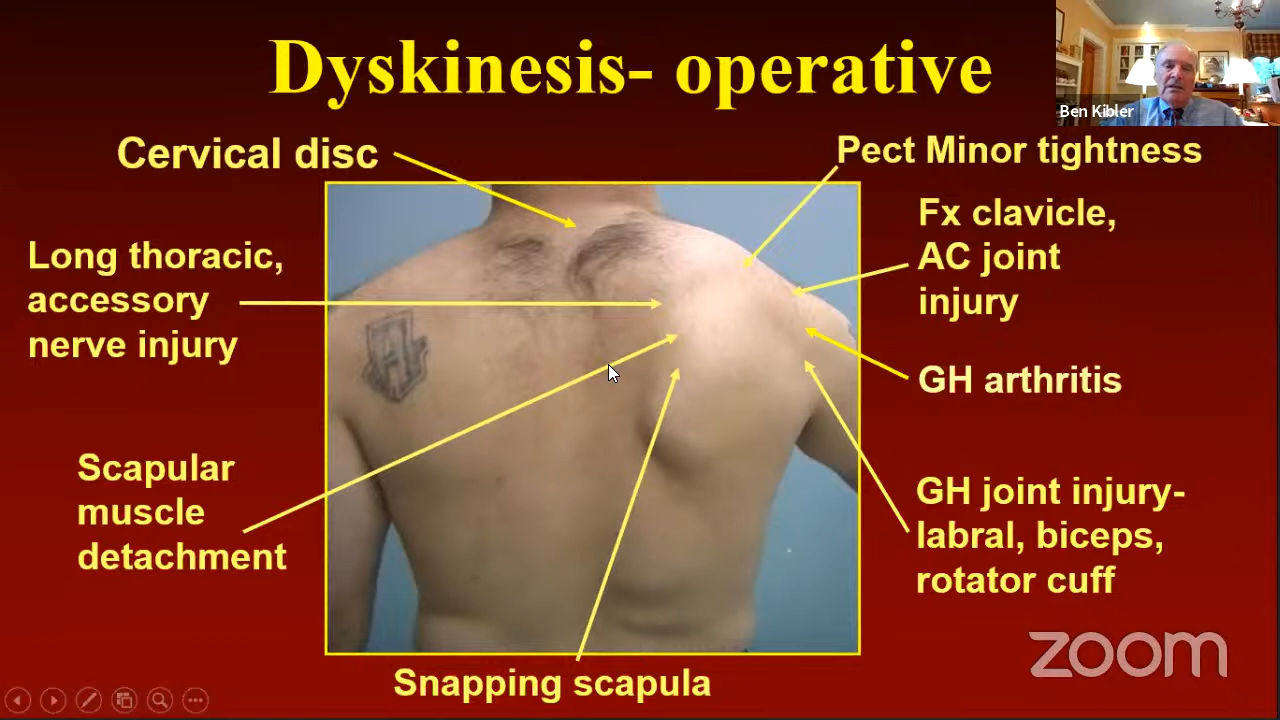 Dyskinesis- operative
Ben Kibler
Cervical disc
Pect Minor tightness
Fx clavicle,
AC joint
injury
Long thoracic,
accessory
nerve injury
GH arthritis
Scapular
muscle
detachment
GH joint injury-
labral, biceps,
rotator cuff
Snapping scapula
zoom